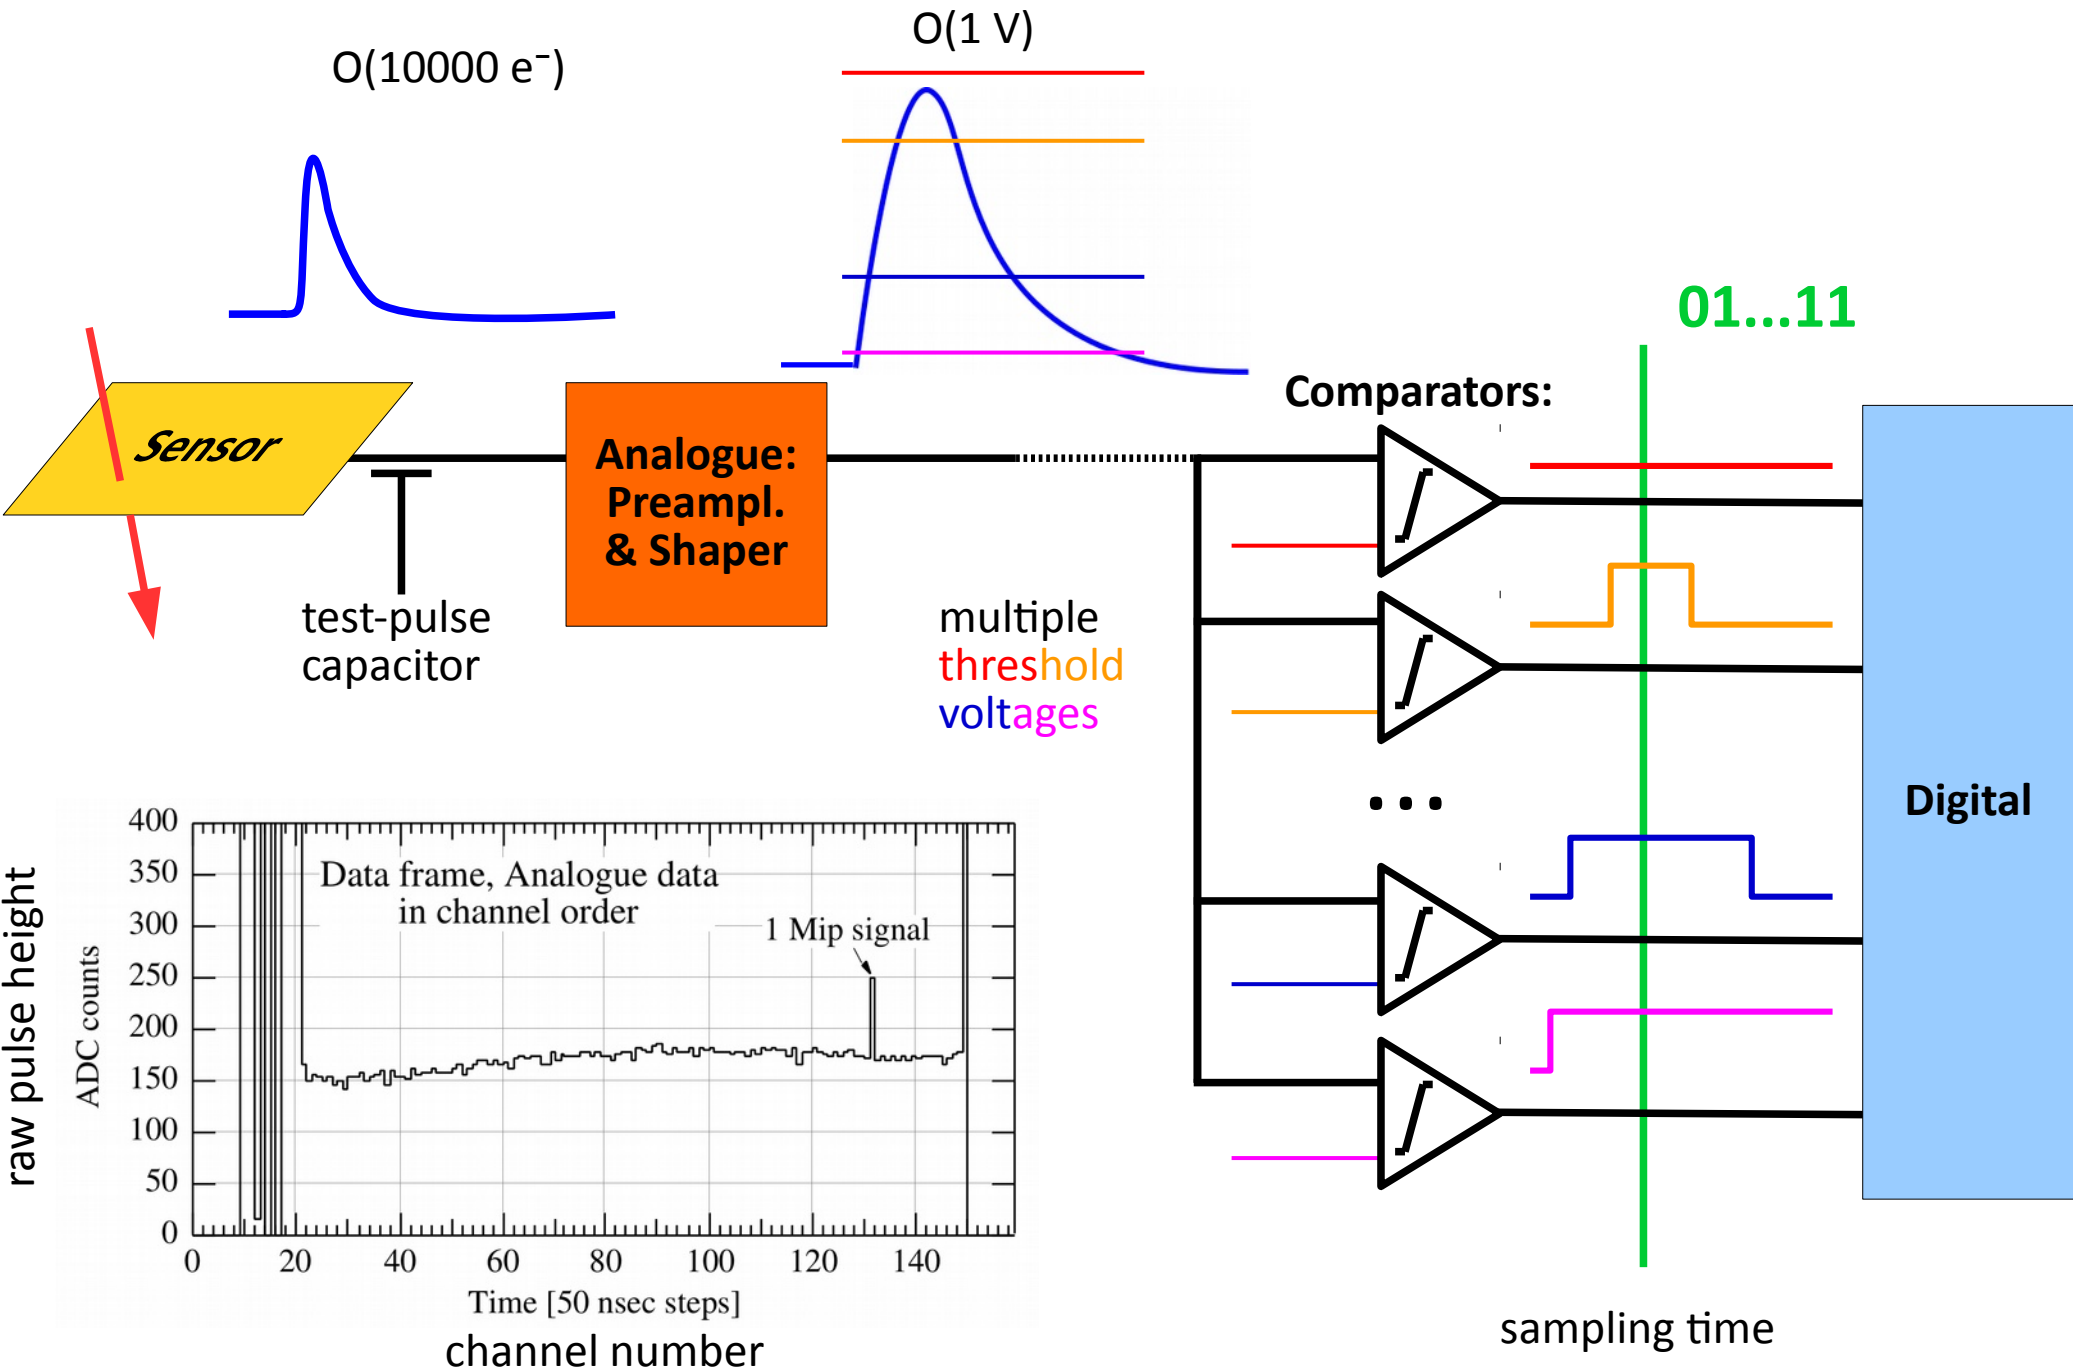 O(10000 e⁻)
O(1 V)
01...11
Sensor
Analogue:
Preampl.
& Shaper
Comparators:
test-pulse
capacitor
multiple
threshold
voltages
...
Digital
raw pulse height
ADC counts
400
350
300
250
200
150
100
50
0
Data frame, Analogue data
in channel order
1 Mip signal
0 20 40 60 80 100 120 140
Time [50 nsec steps]
channel number
sampling time